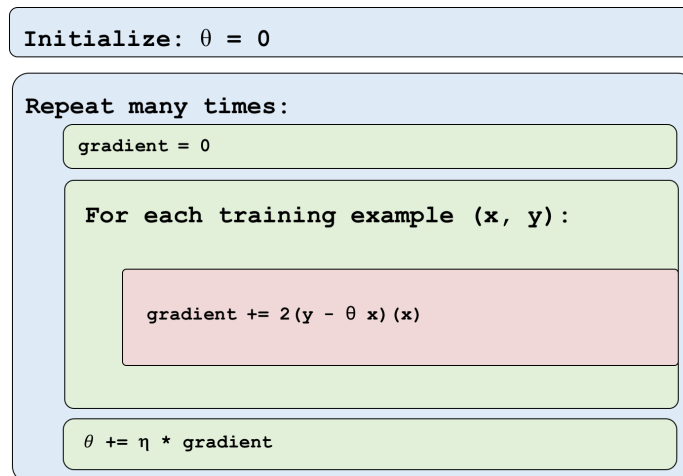 Initialize: θ = 0
Repeat many times:
gradient = 0
For each training example (x, y):
gradient += 2(y - θ x)(x)
θ += η * gradient